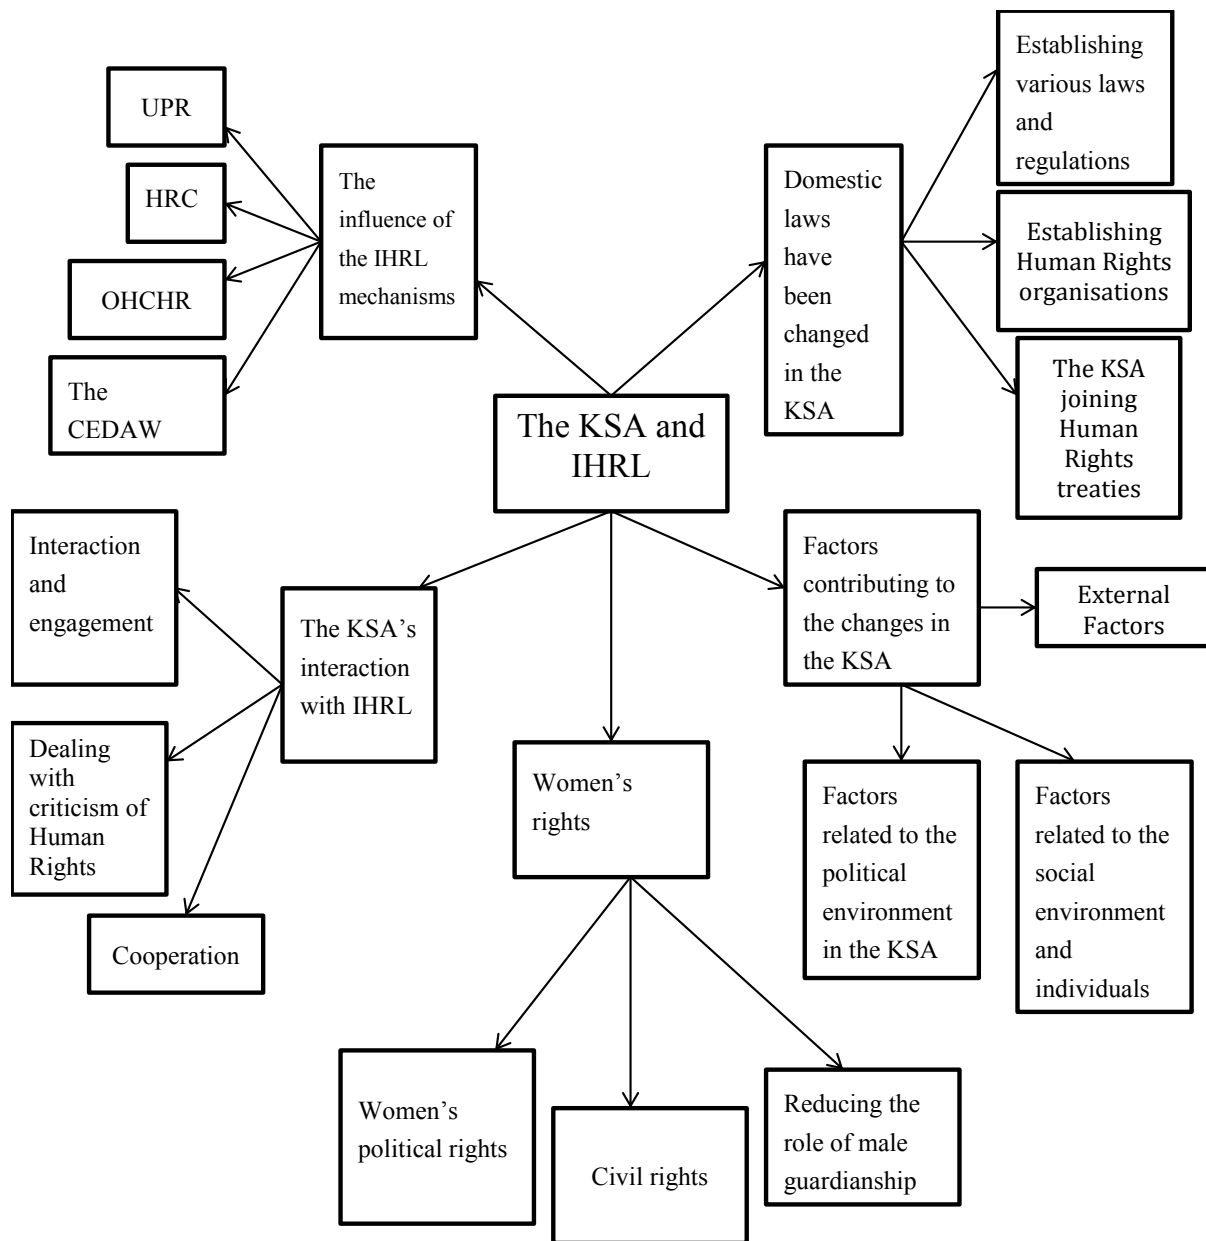 UPR
HRC
OHCHR
The
CEDAW
The
influence of
the IHRL
mechanisms
Domestic
laws
have
been
changed
in the
KSA
Establishing
various laws
and
regulations
Establishing
Human Rights
organisations
The KSA
joining
Human
Rights
treaties
The KSA and
IHRL
Interaction
and
engagement
Dealing
with
criticism of
Human
Rights
Cooperation
The KSA’s
interaction
with IHRL
Women’s
rights
Factors
contributing to
the changes in
the KSA
External
Factors
Factors
related to the
political
environment
in the KSA
Factors
related to the
social
environment
and
individuals
Women’s
political rights
Civil rights
Reducing the
role of male
guardianship